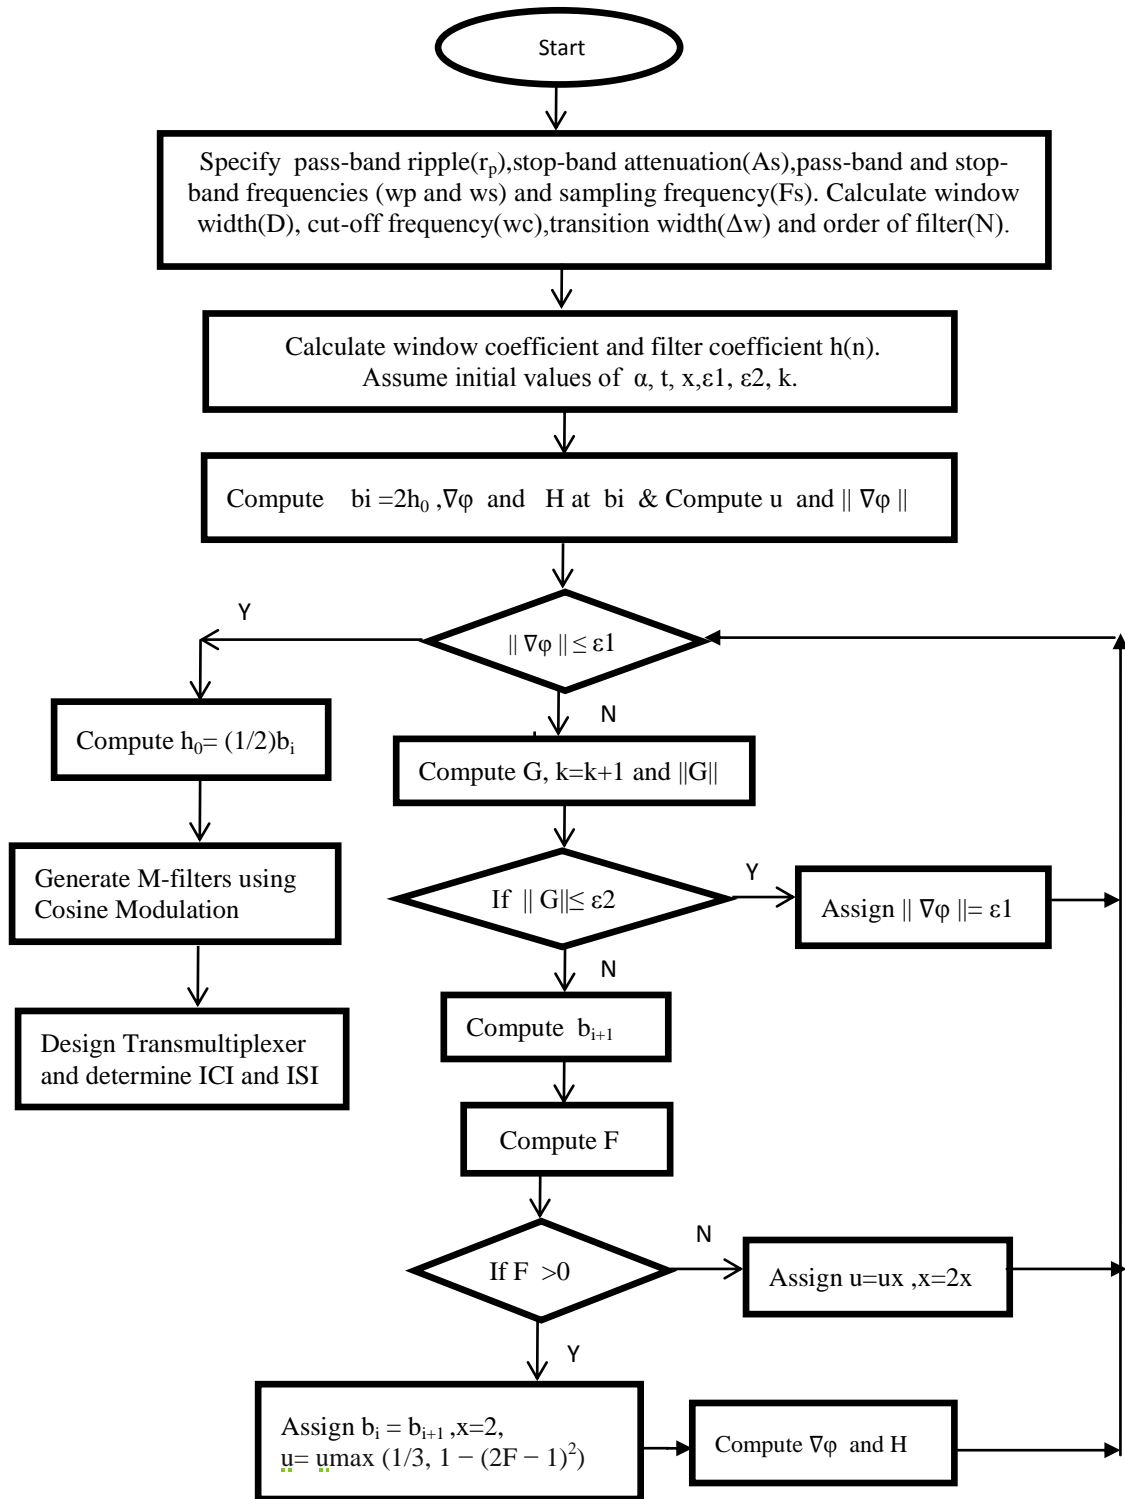 Start
Specify pass-band ripple(rp),stop-band attenuation(As),pass-band and stop-
band frequencies (wp and ws) and sampling frequency(Fs). Calculate window
width(D), cut-off frequency(wc),transition width(Δw) and order of filter(N).
Calculate window coefficient and filter coefficient h(n).
Assume initial values of α, t, x,ε1, ε2, k.
Compute bi =2h₀ ,∇φ and H at bi & Compute u and || ∇φ ||
|| ∇φ || ≤ ε1
Y
N
Compute h₀= (1/2)bᵢ
Compute G, k=k+1 and ||G||
Generate M-filters using
Cosine Modulation
If || G||≤ ε2
Y
Assign || ∇φ ||= ε1
N
Design Transmultiplexer
and determine ICI and ISI
Compute bᵢ₊₁
Compute F
If F >0
N
Assign u=ux ,x=2x
Y
Assign bᵢ = bᵢ₊₁ ,x=2,
u= umax (1/3, 1 − (2F − 1)²)
Compute ∇φ and H